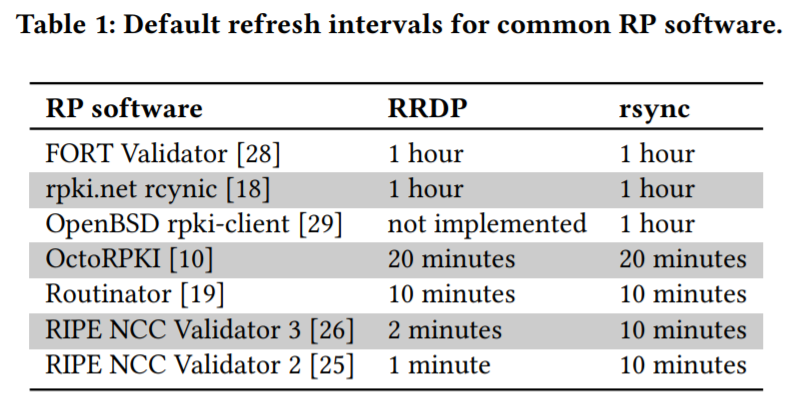 Table 1: Default refresh intervals for common RP software.
RP software RRDP rsync
FORT Validator [28] 1 hour 1 hour
rpki.net rcynic [18] 1 hour 1 hour
OpenBSD rpki-client [29] not implemented 1 hour
OctoRPKI [10] 20 minutes 20 minutes
Routinator [19] 10 minutes 10 minutes
RIPE NCC Validator 3 [26] 2 minutes 10 minutes
RIPE NCC Validator 2 [25] 1 minute 10 minutes